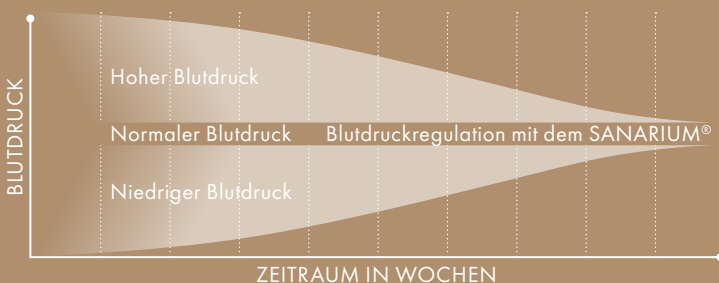 BLUTDRUCK
Hoher Blutdruck
Normaler Blutdruck Blutdruckregulation mit dem SANARIUM®
Niedriger Blutdruck
ZEITRAUM IN WOCHEN